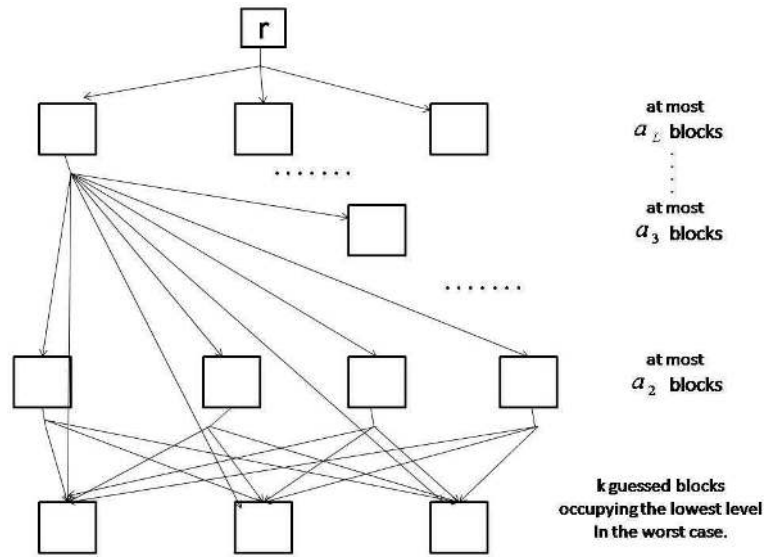 r
at most
a_L blocks
.......
at most
a_3 blocks
.......
at most
a_2 blocks
k guessed blocks
occupying the lowest level
In the worst case.